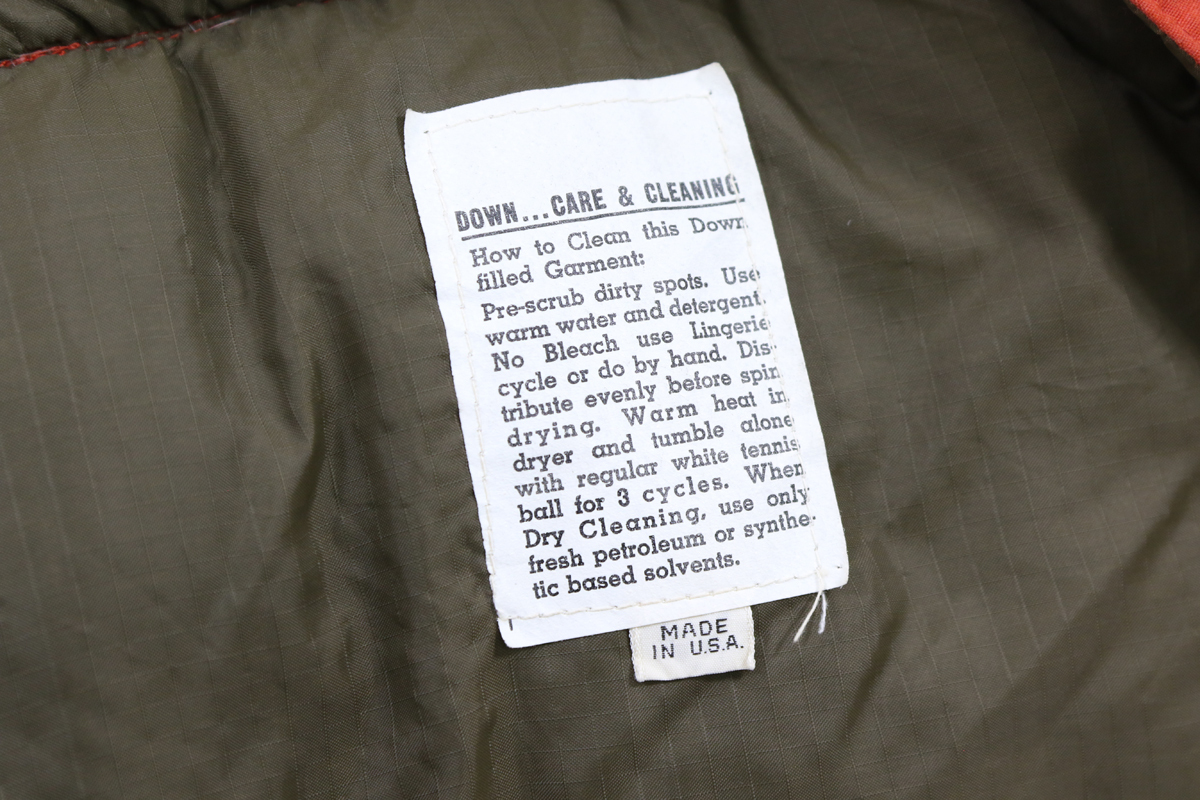 DOWN...CARE & CLEANING
How to Clean this Down
filled Garment:
Pre-scrub dirty spots. Use
warm water and detergent.
No Bleach use Lingerie
cycle or do by hand. Dis-
tribute evenly before spin
drying. Warm heat in
dryer and tumble alone
with regular white tennis
ball for 3 cycles. When
Dry Cleaning, use only
fresh petroleum or synthe-
tic based solvents.
MADE
IN U.S.A.